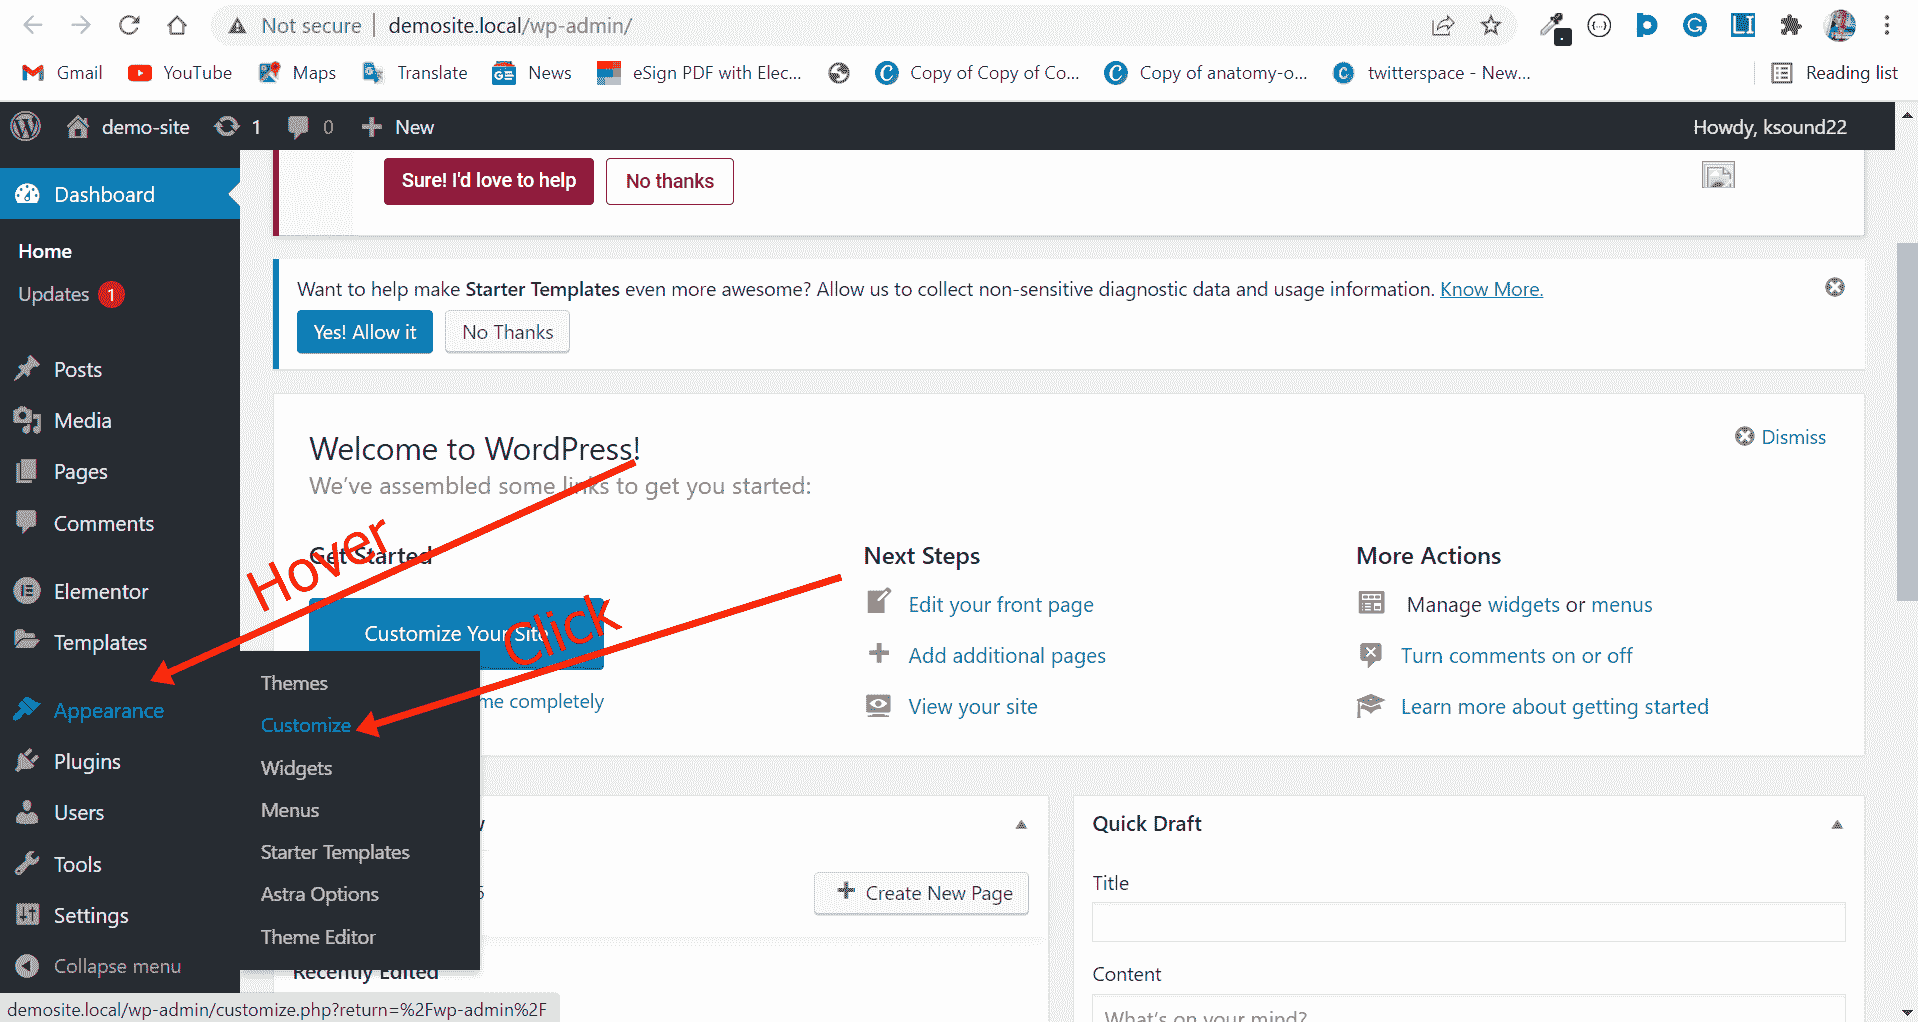 Not secure | demosite.local/wp-admin/
Gmail YouTube Maps Translate News eSign PDF with Elec... Copy of Copy of Co... Copy of anatomy-o... twitterspace - New... Reading list
demo-site 1 0 New Howdy, ksound22
Dashboard
Home
Updates 1
Posts
Media
Pages
Comments
Elementor
Templates
Appearance
Plugins
Users
Tools
Settings
Collapse menu
Themes
Customize
Widgets
Menus
Starter Templates
Astra Options
Theme Editor
Sure! I'd love to help No thanks
Want to help make Starter Templates even more awesome? Allow us to collect non-sensitive diagnostic data and usage information. Know More.
Yes! Allow it No Thanks
Welcome to WordPress!
Dismiss
We've assembled some links to get you started:
Hover
Click
Get Started
Customize Your Site
me completely
Next Steps
Edit your front page
Add additional pages
View your site
More Actions
Manage widgets or menus
Turn comments on or off
Learn more about getting started
Create New Page
Recently Edited
Quick Draft
Title
Content
What's on your mind?
demosite.local/wp-admin/customize.php?return=%2Fwp-admin%2F